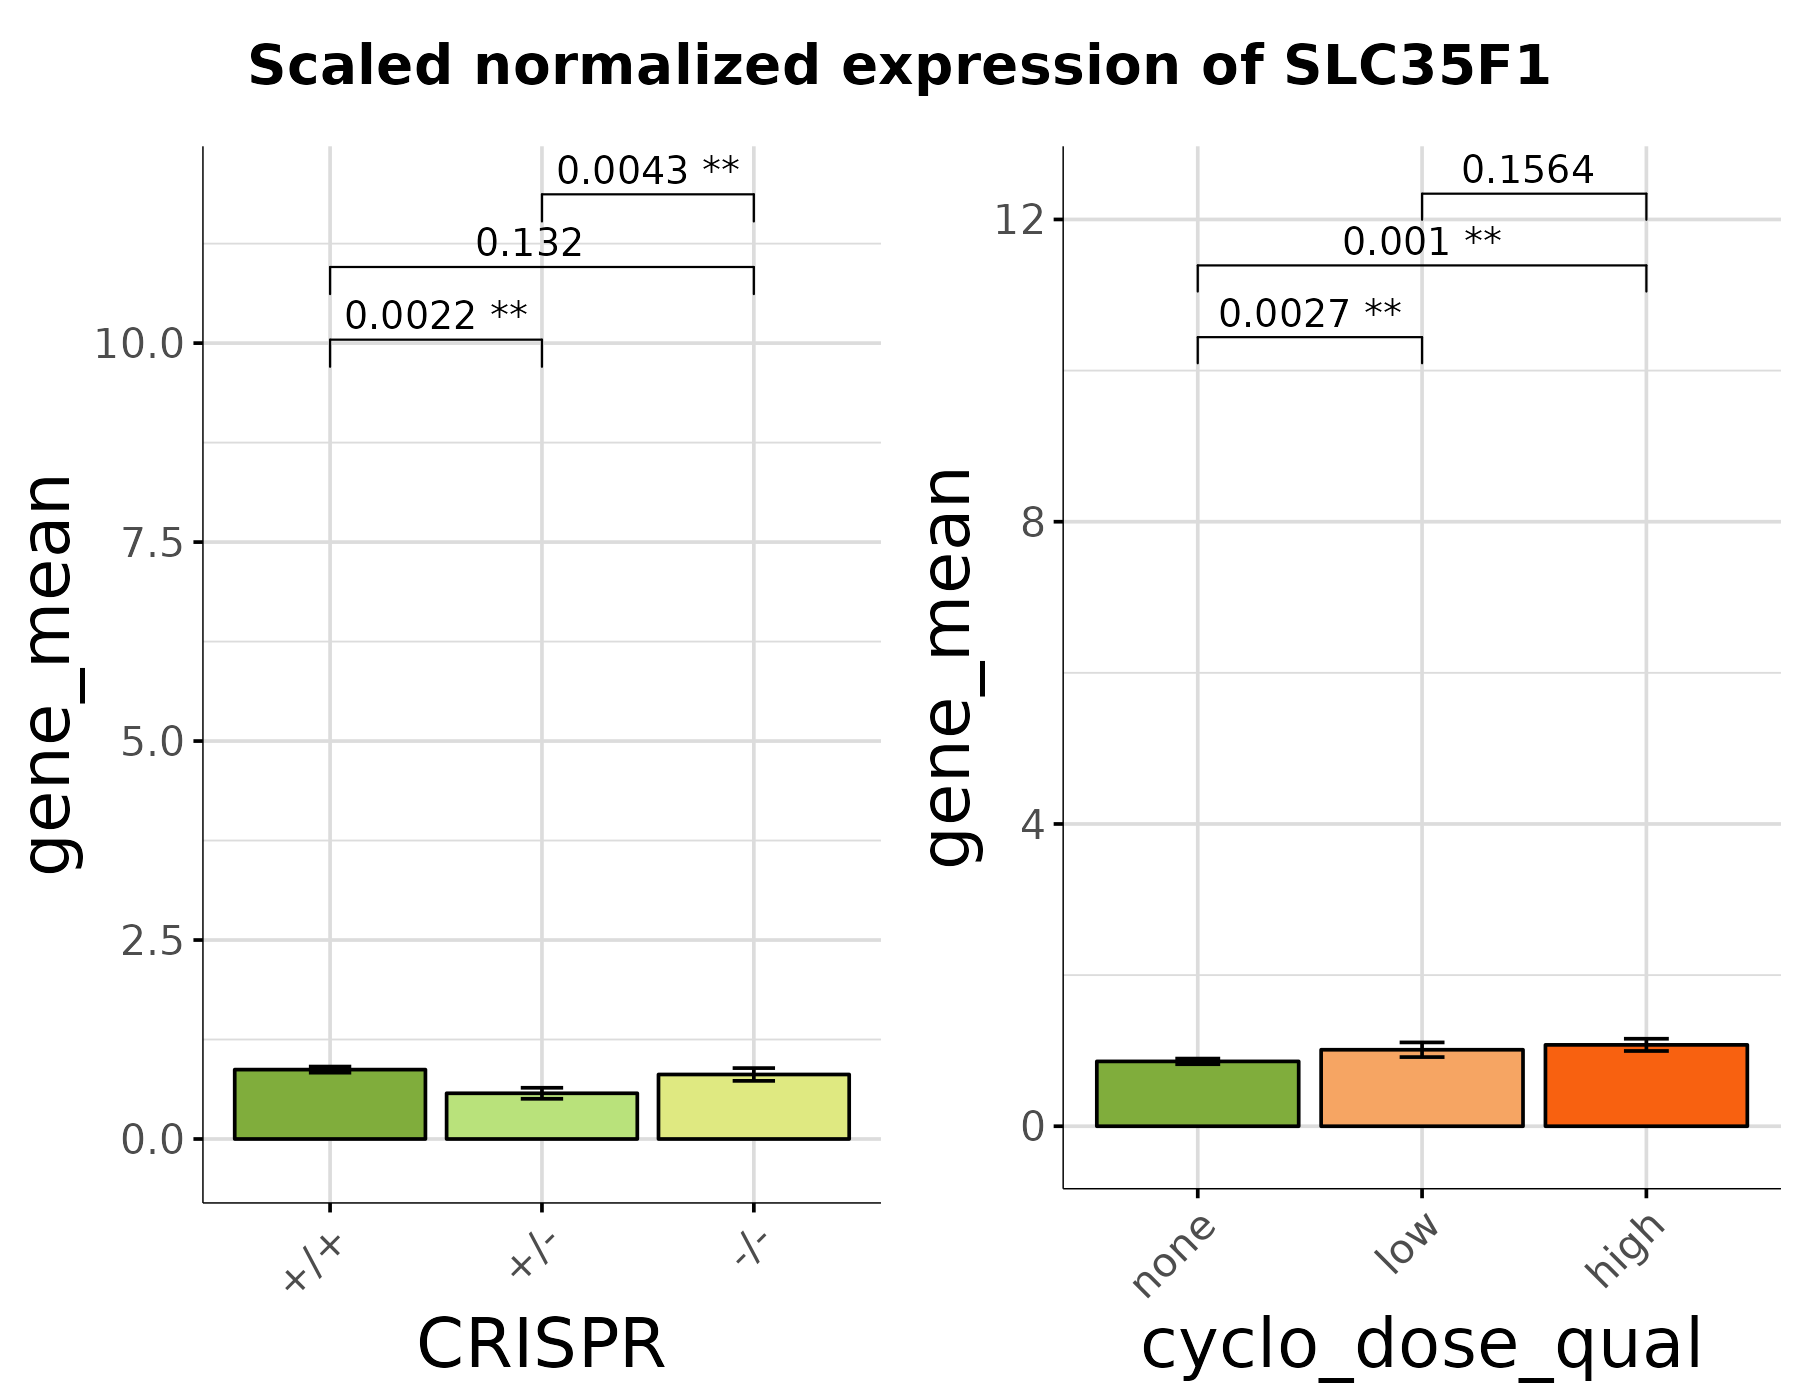 Scaled normalized expression of SLC35F1
gene_mean
10.0
7.5
5.0
2.5
0.0
0.0043 **
0.132
0.0022 **
+/+
+/-
-/-
CRISPR
gene_mean
12
8
4
0
0.1564
0.001 **
0.0027 **
none
low
high
cyclo_dose_qual